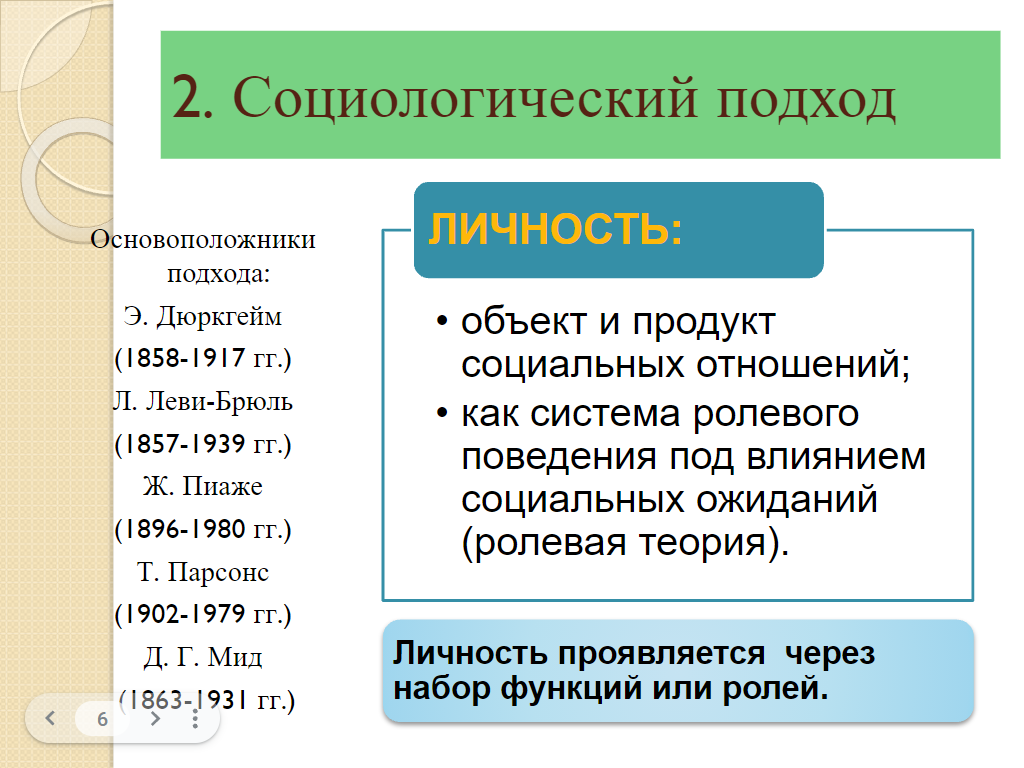 2. Социологический подход
Основоположники
подхода:
Э. Дюркгейм
(1858-1917 гг.)
Л. Леви-Брюль
(1857-1939 гг.)
Ж. Пиаже
(1896-1980 гг.)
Т. Парсонс
(1902-1979 гг.)
Д. Г. Мид
(1863-1931 гг.)
ЛИЧНОСТЬ:
• объект и продукт
социальных отношений;
• как система ролевого
поведения под влиянием
социальных ожиданий
(ролевая теория).
Личность проявляется через
набор функций или ролей.
6